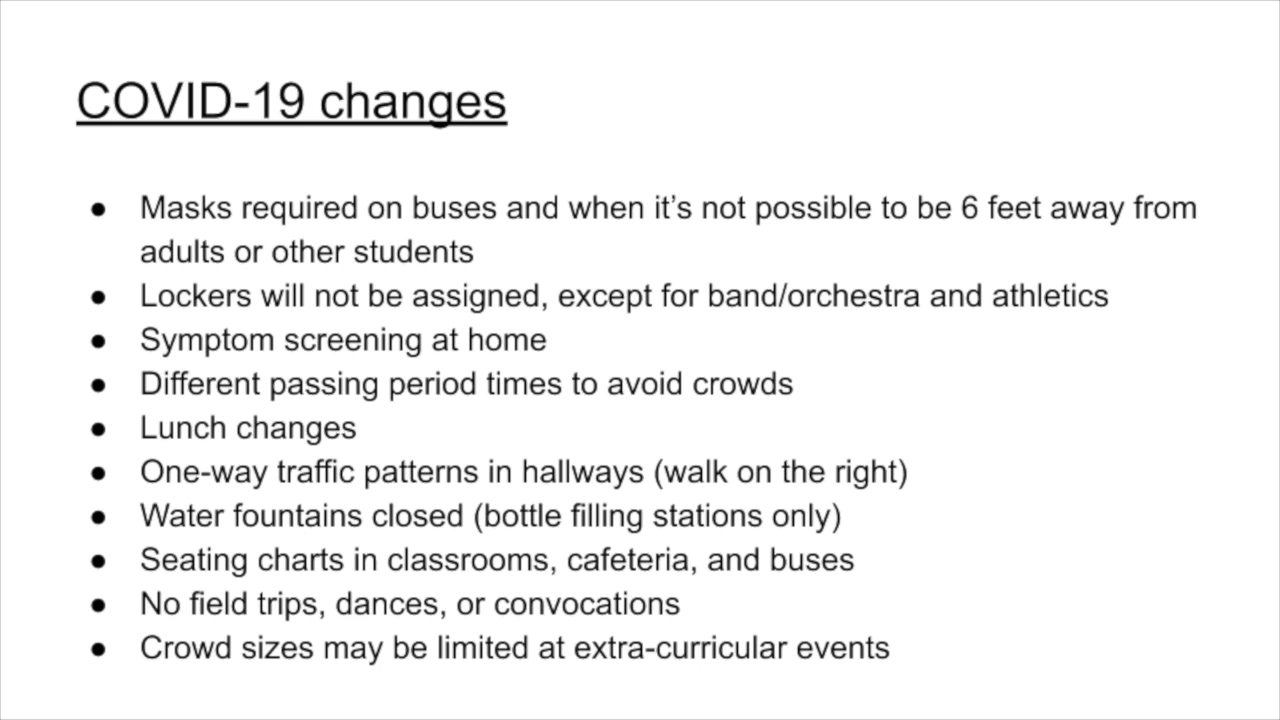 COVID-19 changes
● Masks required on buses and when it’s not possible to be 6 feet away from
adults or other students
● Lockers will not be assigned, except for band/orchestra and athletics
● Symptom screening at home
● Different passing period times to avoid crowds
● Lunch changes
● One-way traffic patterns in hallways (walk on the right)
● Water fountains closed (bottle filling stations only)
● Seating charts in classrooms, cafeteria, and buses
● No field trips, dances, or convocations
● Crowd sizes may be limited at extra-curricular events